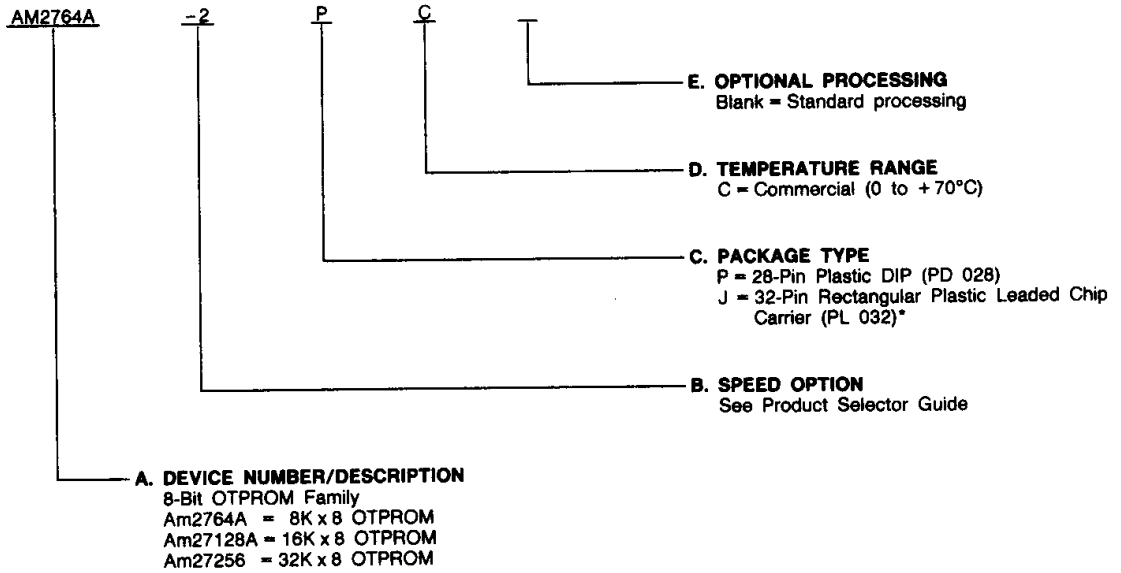 AM2764A -2 P C
E. OPTIONAL PROCESSING
Blank = Standard processing
D. TEMPERATURE RANGE
C = Commercial (0 to +70°C)
C. PACKAGE TYPE
P = 28-Pin Plastic DIP (PD 028)
J = 32-Pin Rectangular Plastic Leaded Chip
Carrier (PL 032)*
B. SPEED OPTION
See Product Selector Guide
A. DEVICE NUMBER/DESCRIPTION
8-Bit OTPROM Family
Am2764A = 8K x 8 OTPROM
Am27128A = 16K x 8 OTPROM
Am27256 = 32K x 8 OTPROM